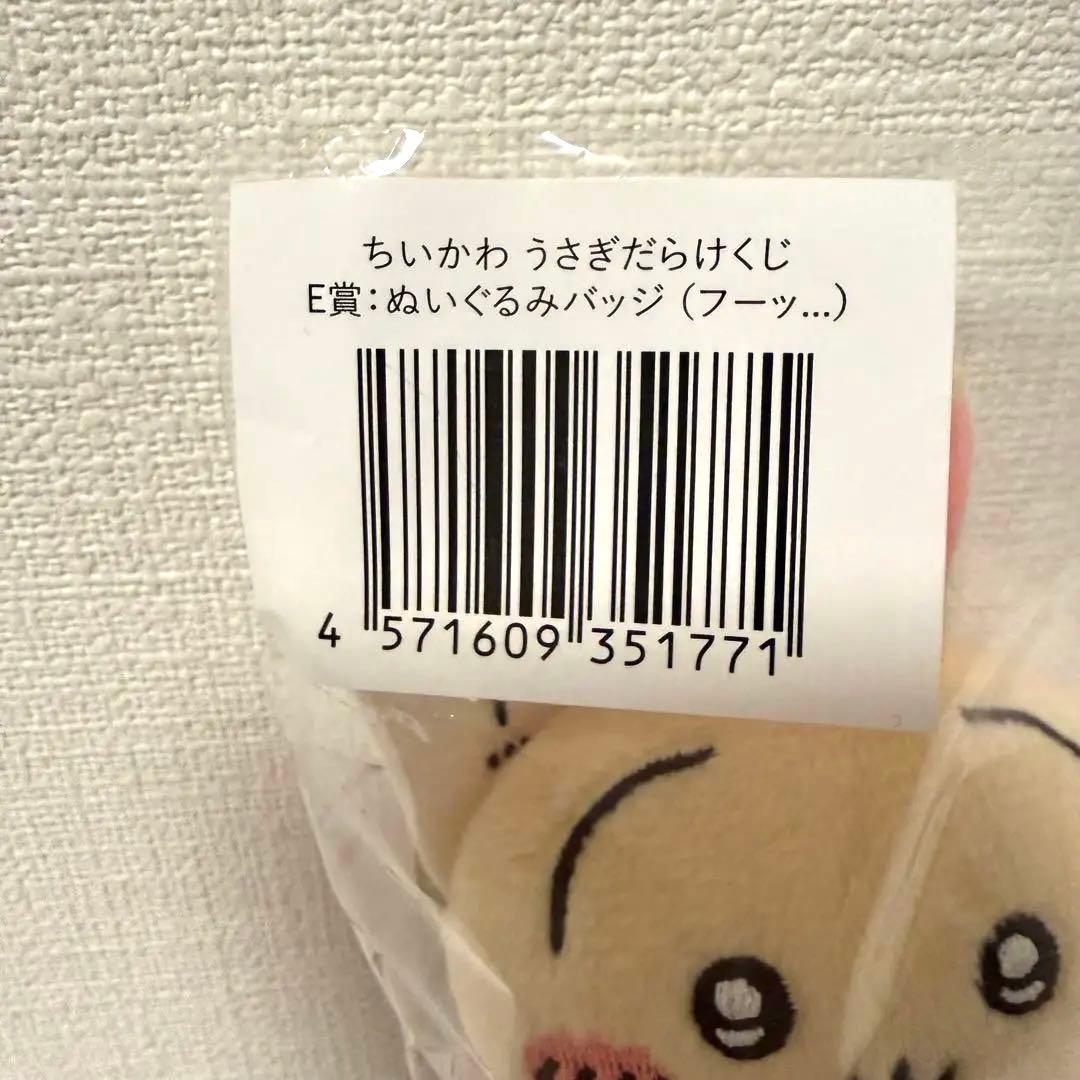 ちいかわ うさぎだらけくじ
E賞：ぬいぐるみバッジ（フーッ...）
4 571609 351771